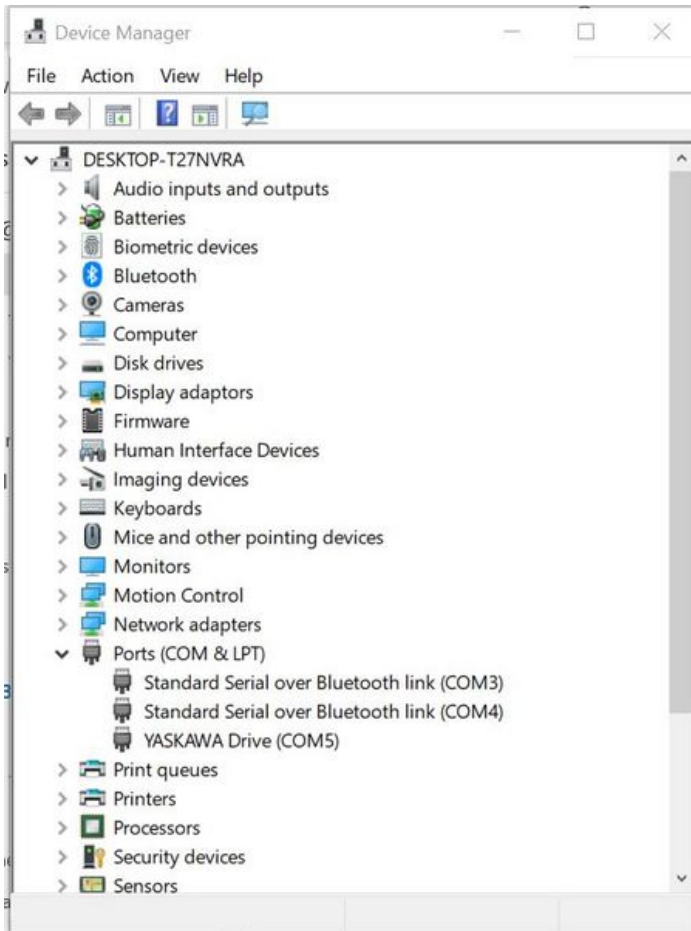 Device Manager
File Action View Help
DESKTOP-T27NVRA
Audio inputs and outputs
Batteries
Biometric devices
Bluetooth
Cameras
Computer
Disk drives
Display adaptors
Firmware
Human Interface Devices
Imaging devices
Keyboards
Mice and other pointing devices
Monitors
Motion Control
Network adapters
Ports (COM & LPT)
Standard Serial over Bluetooth link (COM3)
Standard Serial over Bluetooth link (COM4)
YASKAWA Drive (COM5)
Print queues
Printers
Processors
Security devices
Sensors